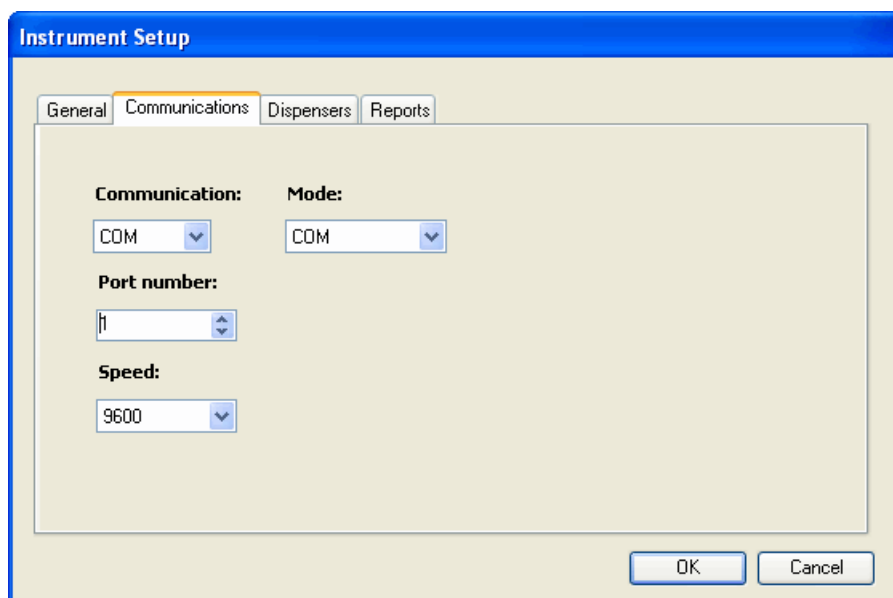 Instrument Setup
General Communications Dispensers Reports
Communication: Mode:
COM COM
Port number:
1
Speed:
9600
OK Cancel